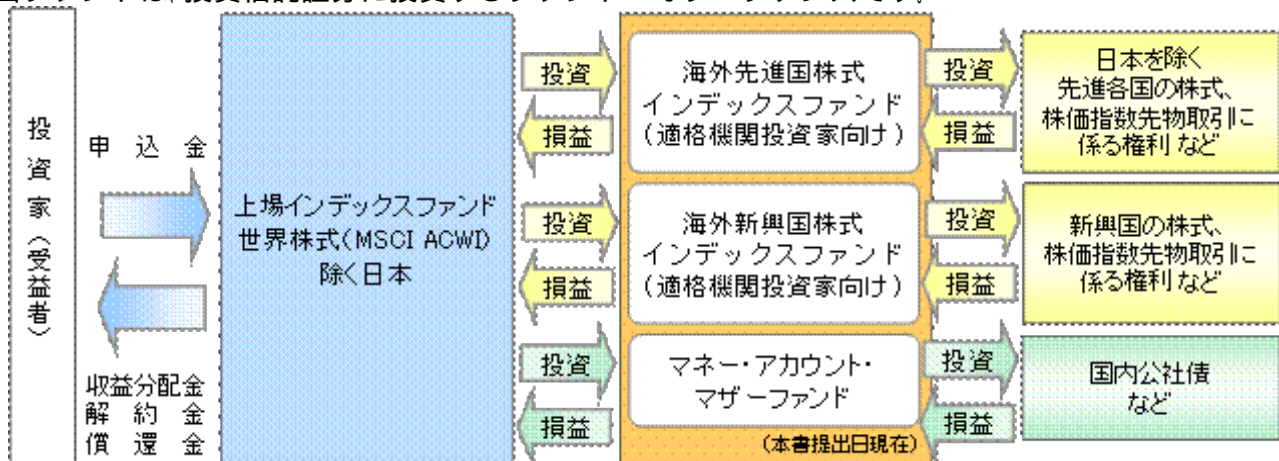 当ファンドは、投資信託証券に投資するファンド・オブ・ファンズです。
投資家(受益者)
申込金
収益分配金
解約金
償還金
上場インデックスファンド
世界株式(MSCI ACWI)
除く日本
投資
損益
海外先進国株式
インデックスファンド
(適格機関投資家向け)
投資
損益
日本を除く
先進各国の株式、
株価指数先物取引に
係る権利など
投資
損益
海外新興国株式
インデックスファンド
(適格機関投資家向け)
投資
損益
新興国の株式、
株価指数先物取引に
係る権利など
投資
損益
マネー・アカウント・
マザーファンド
投資
損益
国内公社債
など
(本書提出日現在)